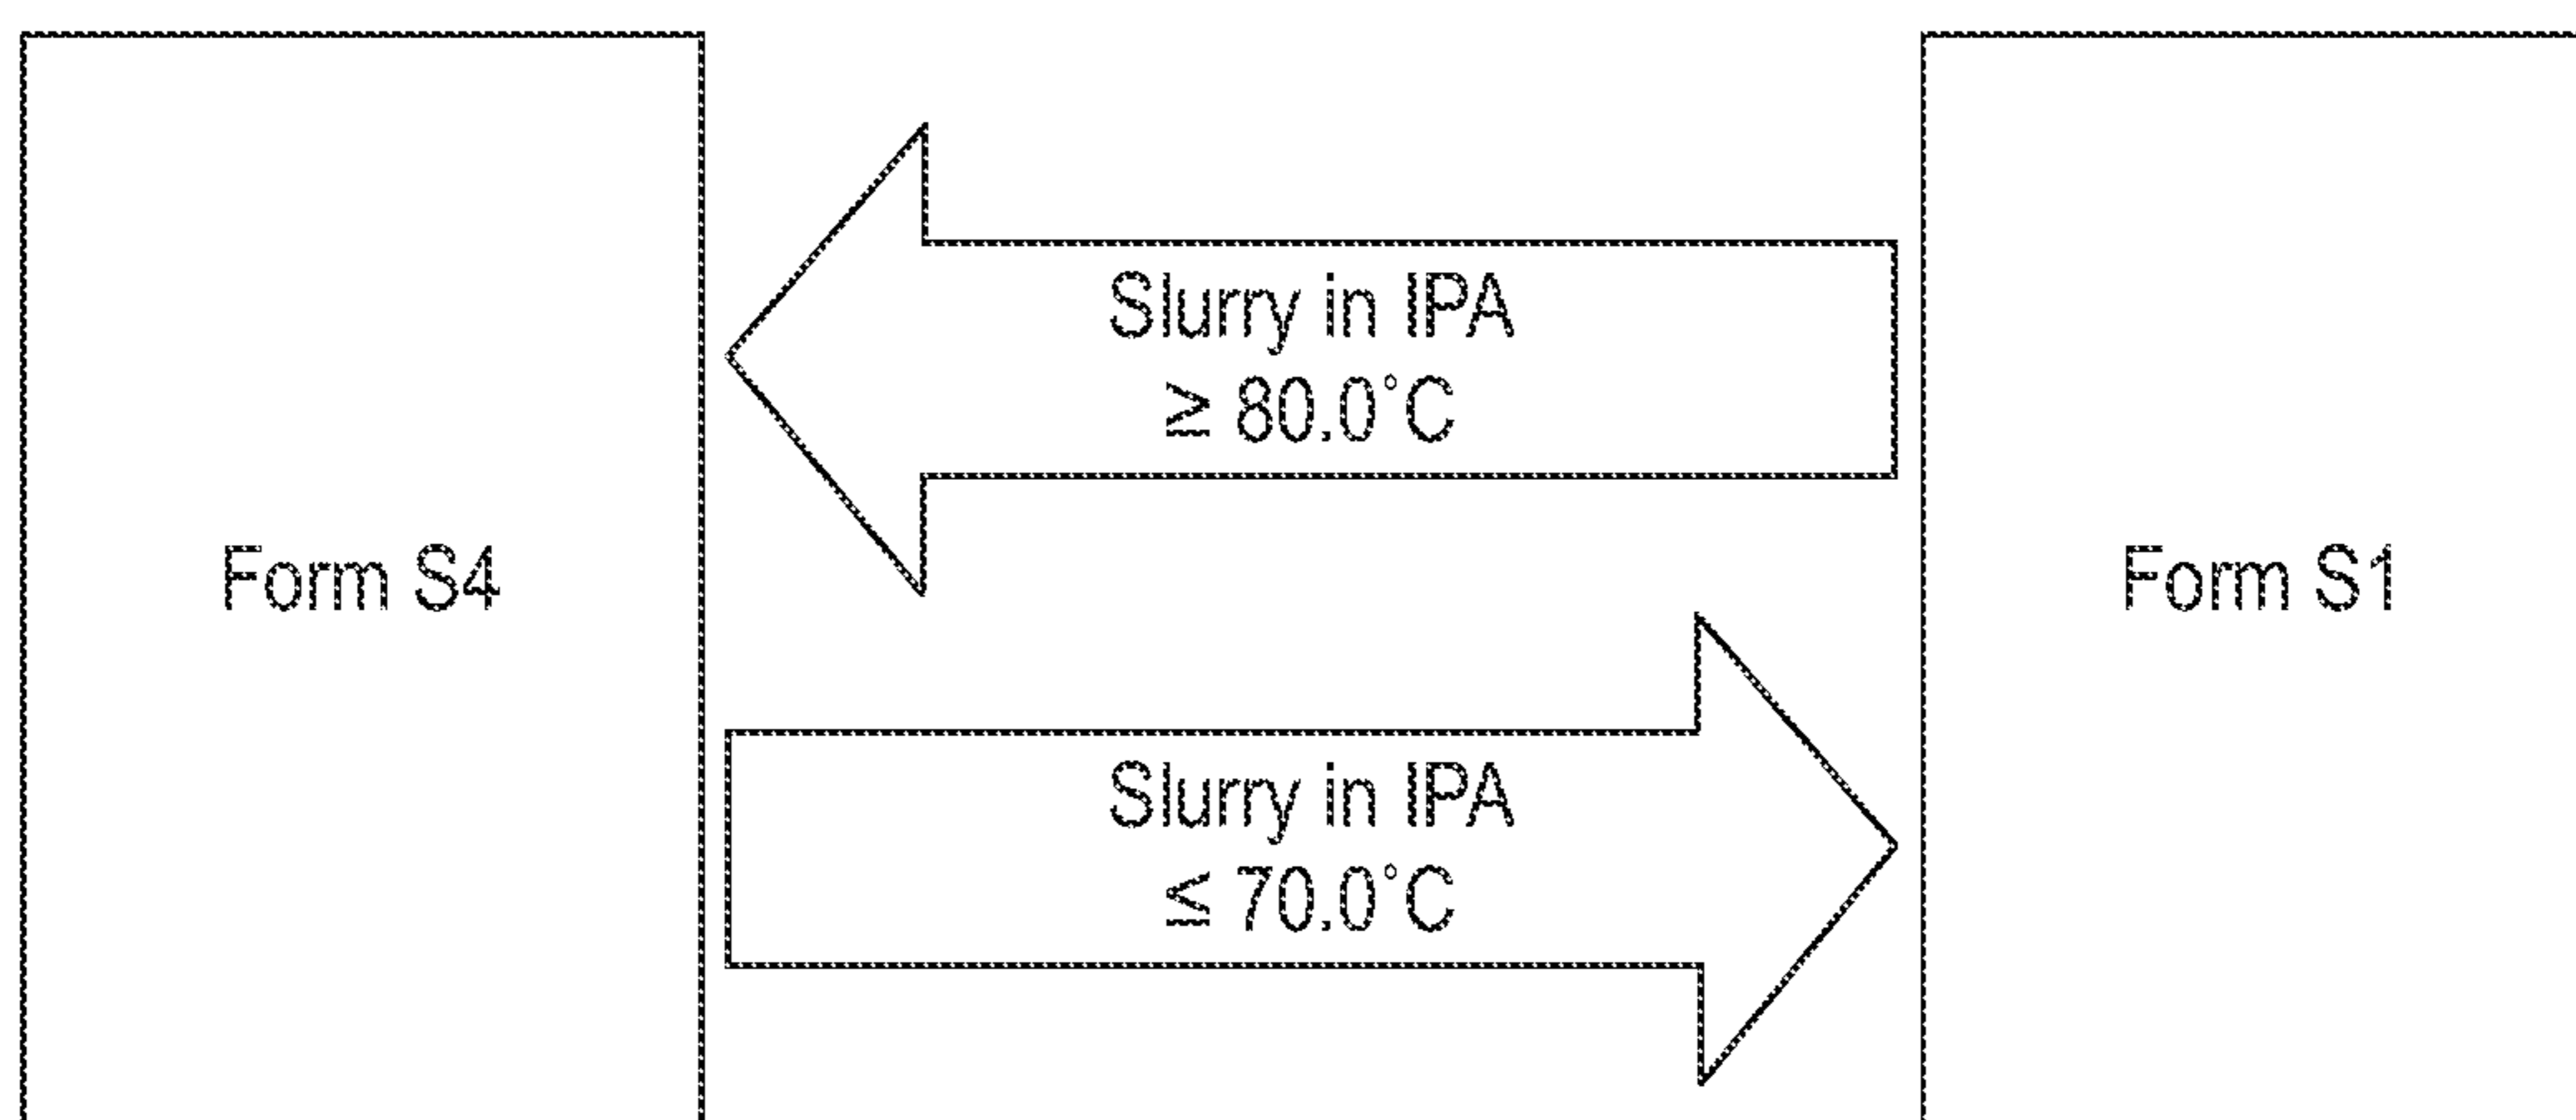 Slurry in IPA
≥ 80.0°C
Form S4
Form S1
Slurry in IPA
≤ 70.0°C